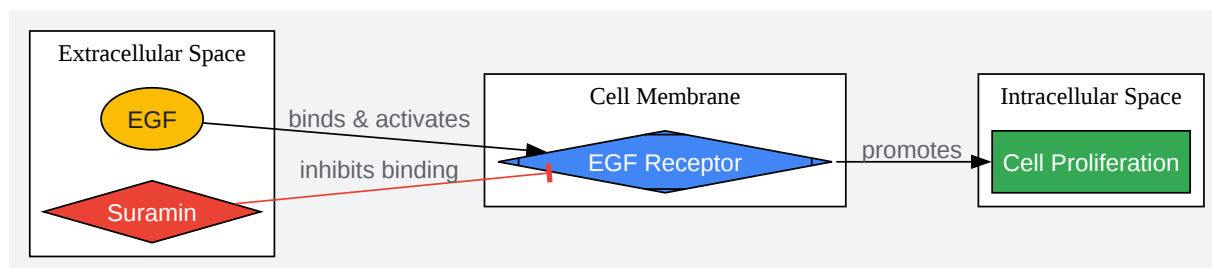 Extracellular Space
EGF
Suramin
binds & activates
inhibits binding
Cell Membrane
EGF Receptor
promotes
Intracellular Space
Cell Proliferation